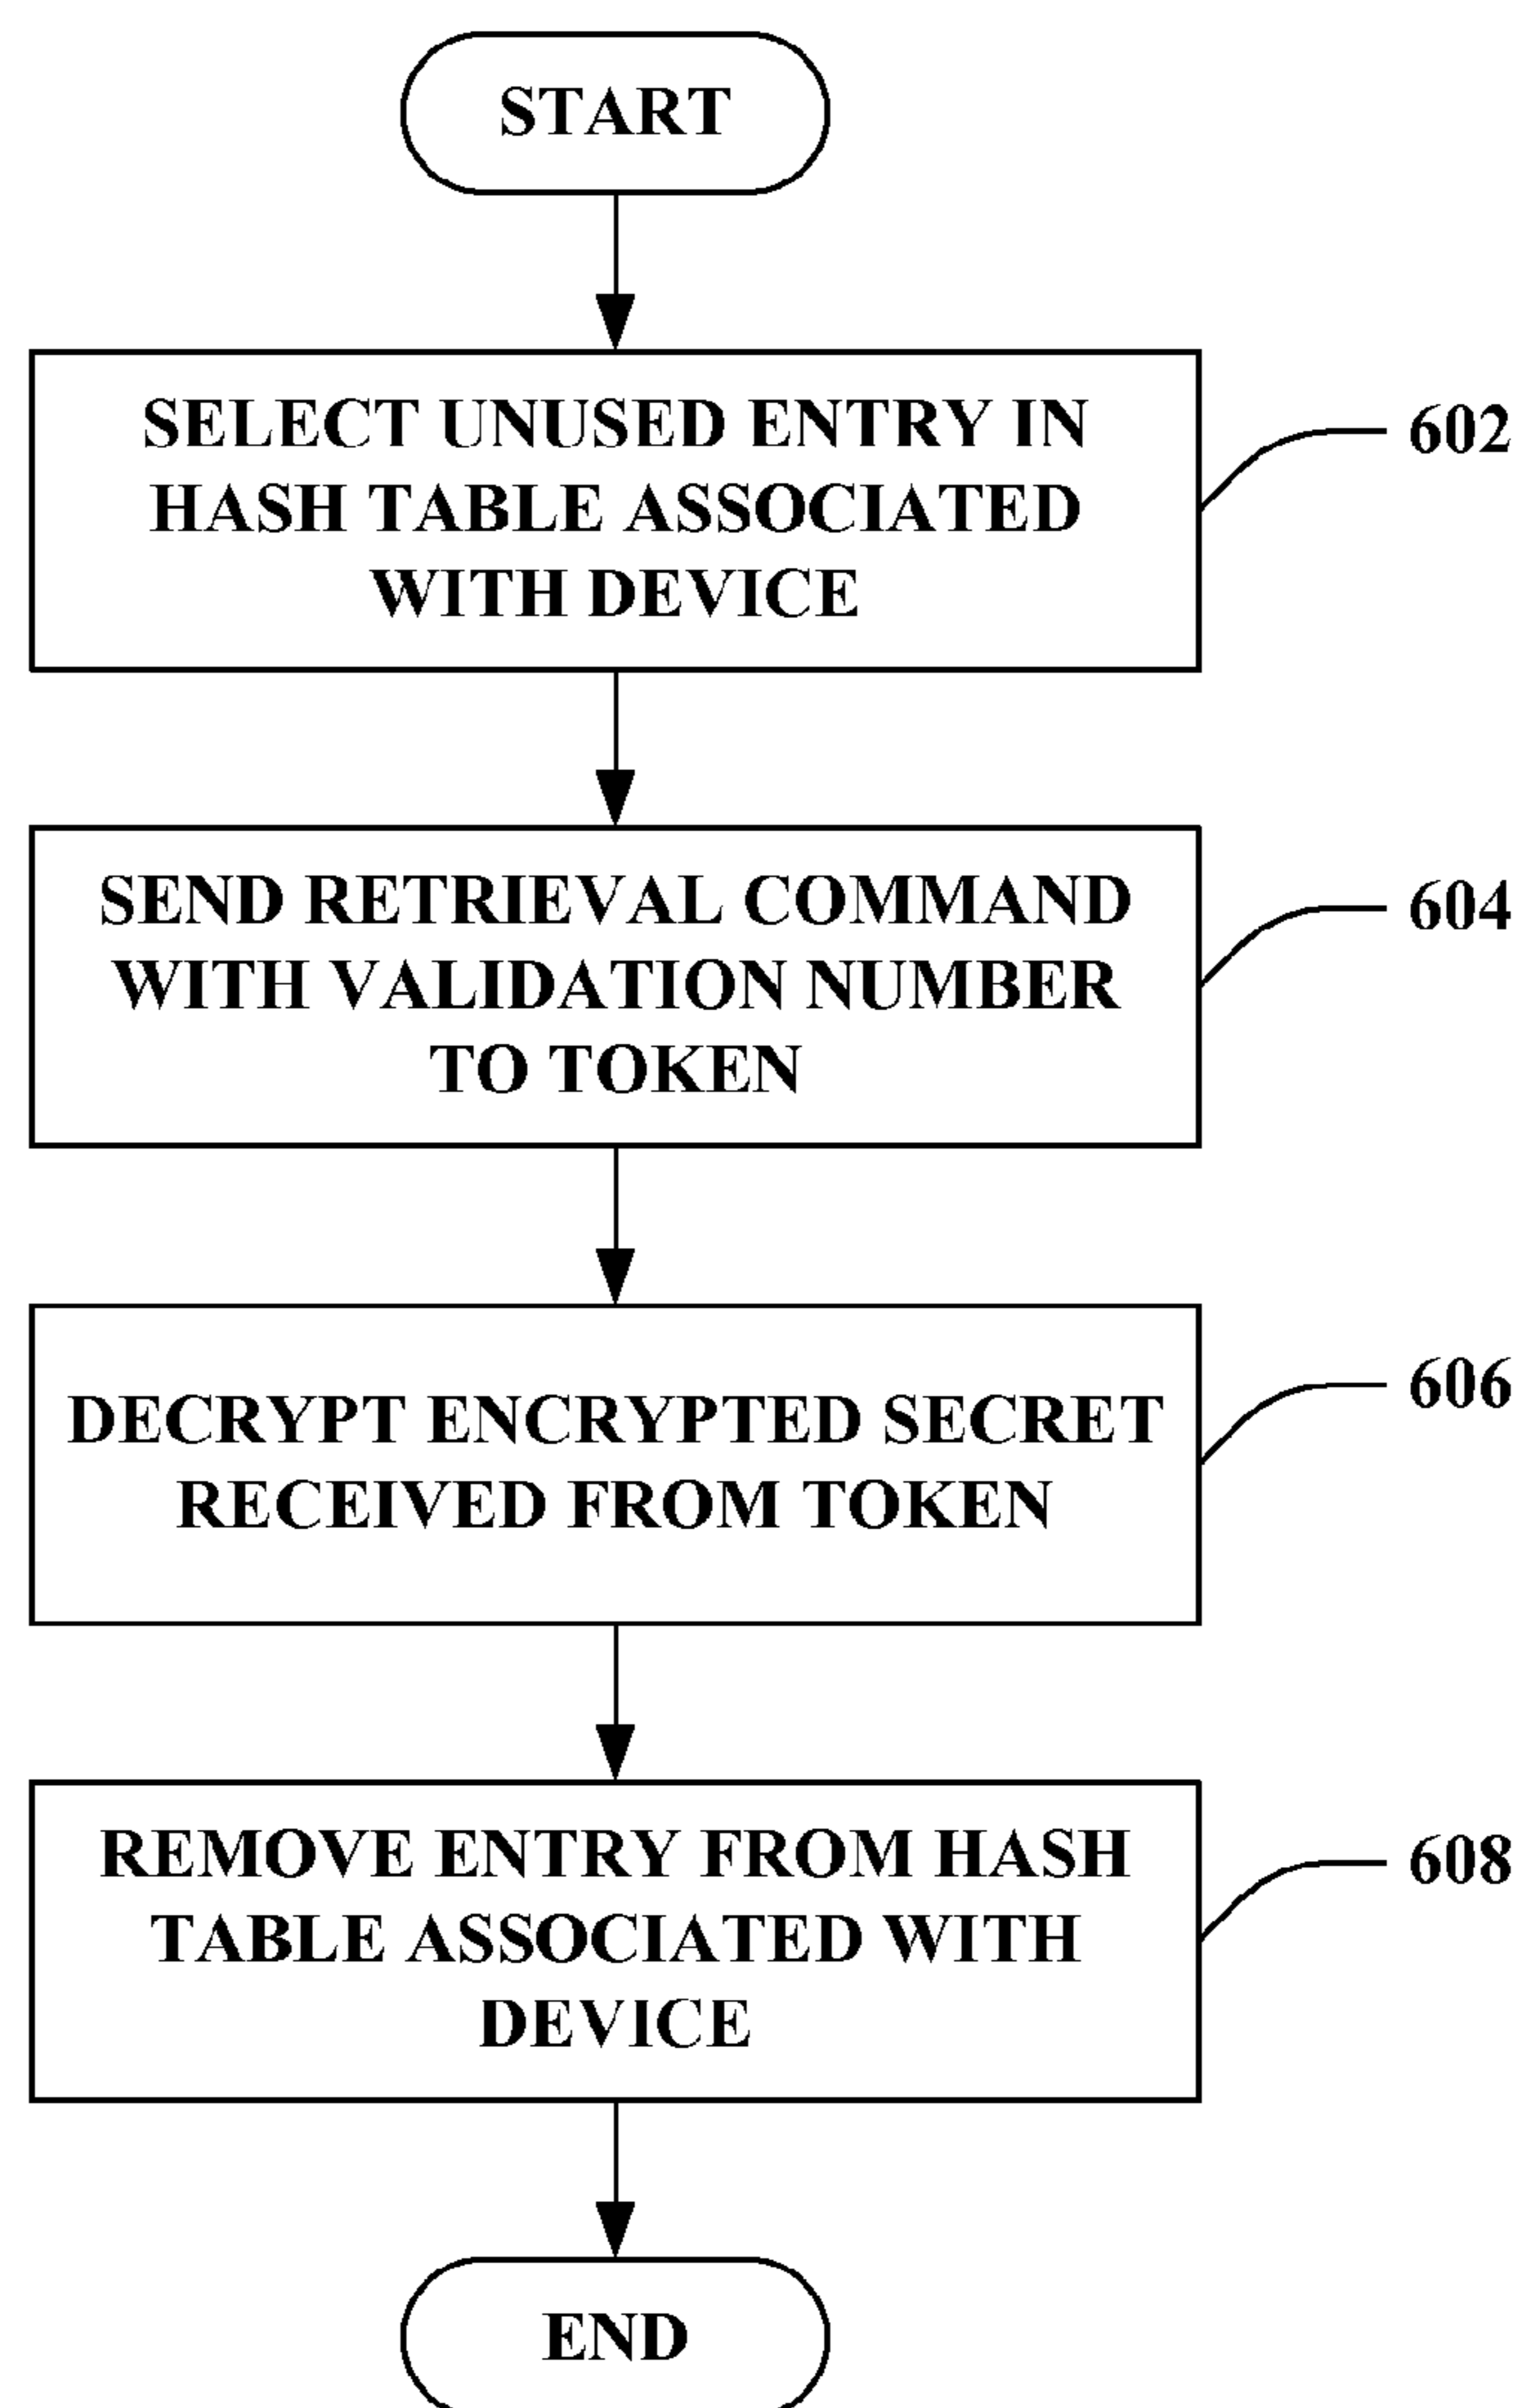 START
SELECT UNUSED ENTRY IN
HASH TABLE ASSOCIATED
WITH DEVICE
602
SEND RETRIEVAL COMMAND
WITH VALIDATION NUMBER
TO TOKEN
604
DECRYPT ENCRYPTED SECRET
RECEIVED FROM TOKEN
606
REMOVE ENTRY FROM HASH
TABLE ASSOCIATED WITH
DEVICE
608
END